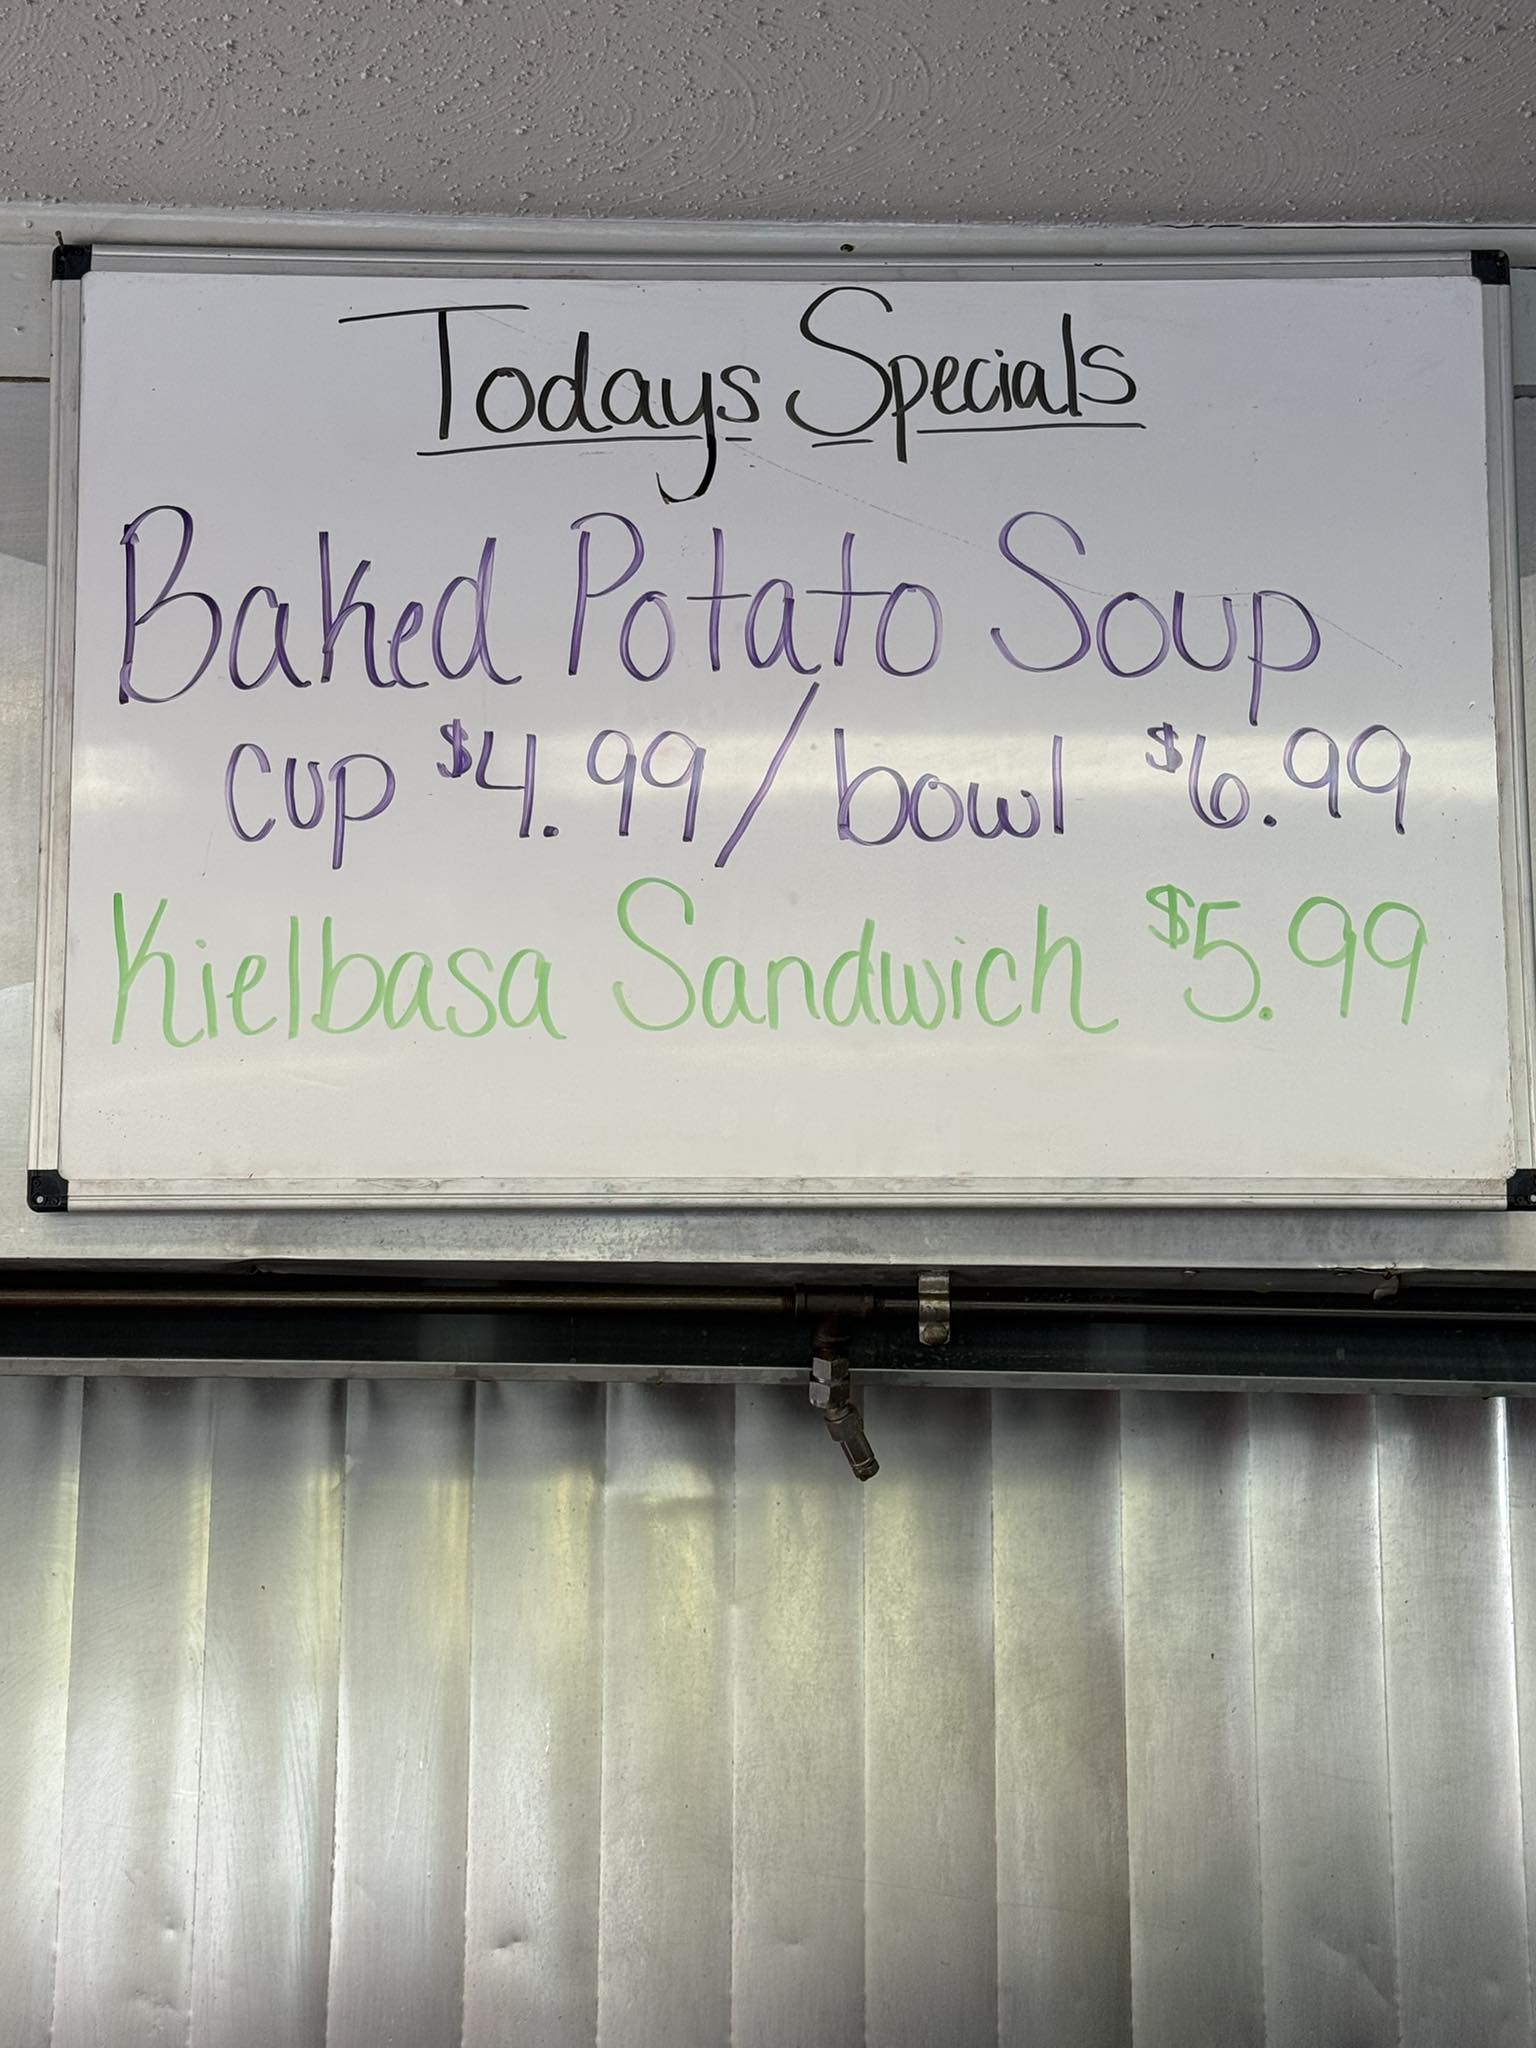 Todays Specials
Baked Potato Soup
cup $4.99/bowl $6.99
Kielbasa Sandwich $5.99